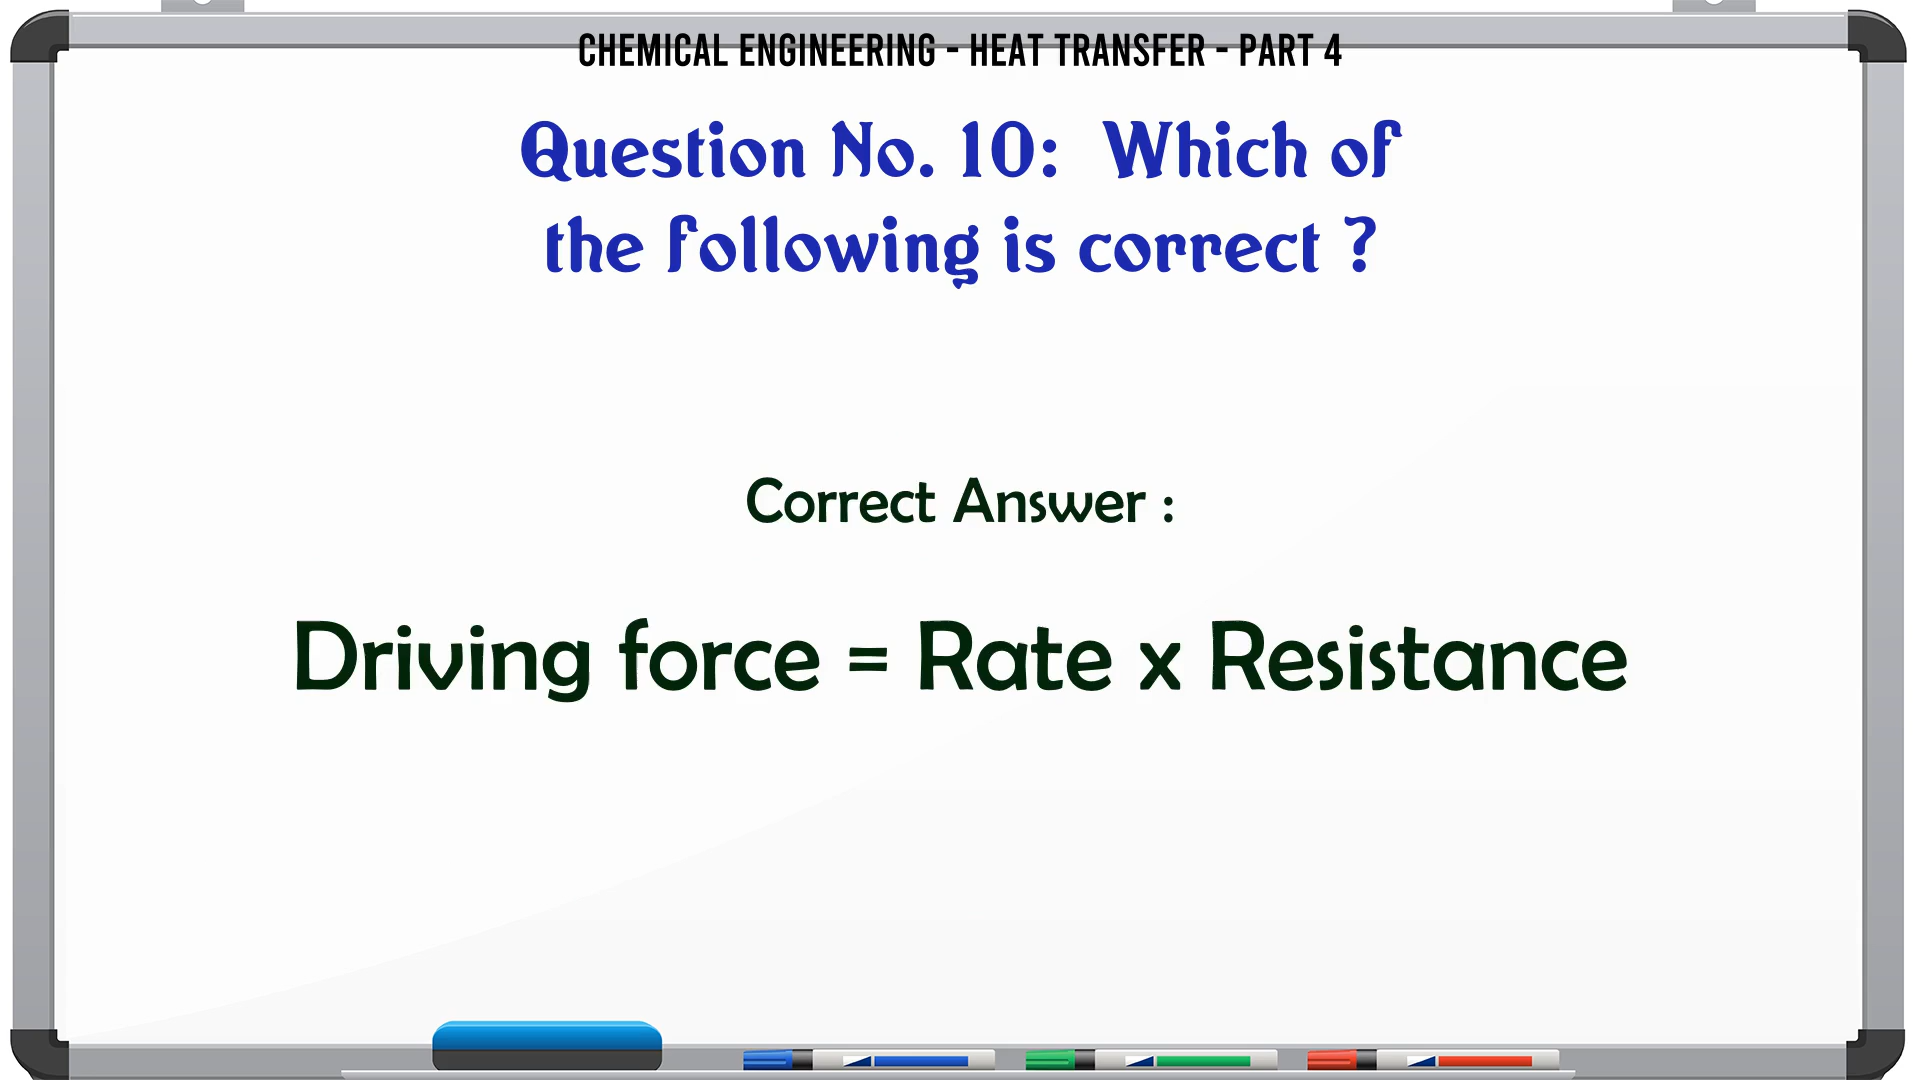 CHEMICAL ENGINEERING - HEAT TRANSFER - PART 4
Question No. 10: Which of
the following is correct ?
Correct Answer :
Driving force = Rate x Resistance